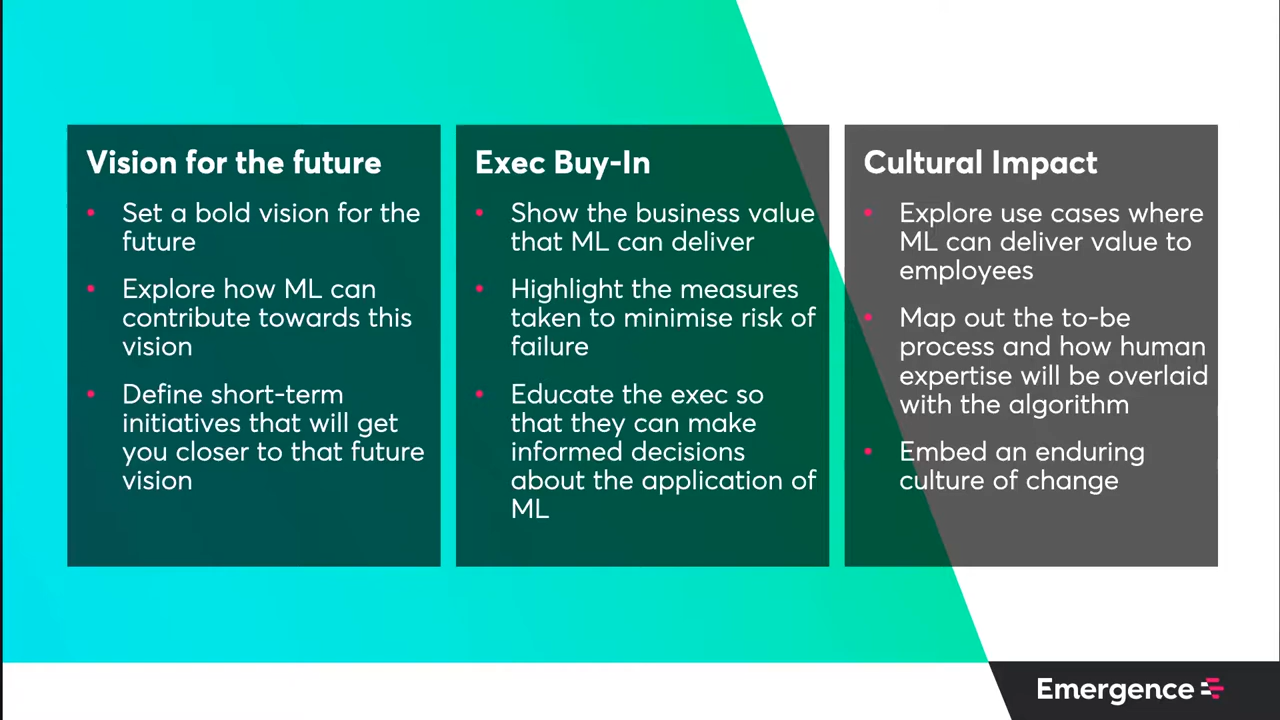 Vision for the future
• Set a bold vision for the
future
• Explore how ML can
contribute towards this
vision
• Define short-term
initiatives that will get
you closer to that future
vision
Exec Buy-In
• Show the business value
that ML can deliver
• Highlight the measures
taken to minimise risk of
failure
• Educate the exec so
that they can make
informed decisions
about the application of
ML
Cultural Impact
• Explore use cases where
ML can deliver value to
employees
• Map out the to-be
process and how human
expertise will be overlaid
with the algorithm
• Embed an enduring
culture of change
Emergence